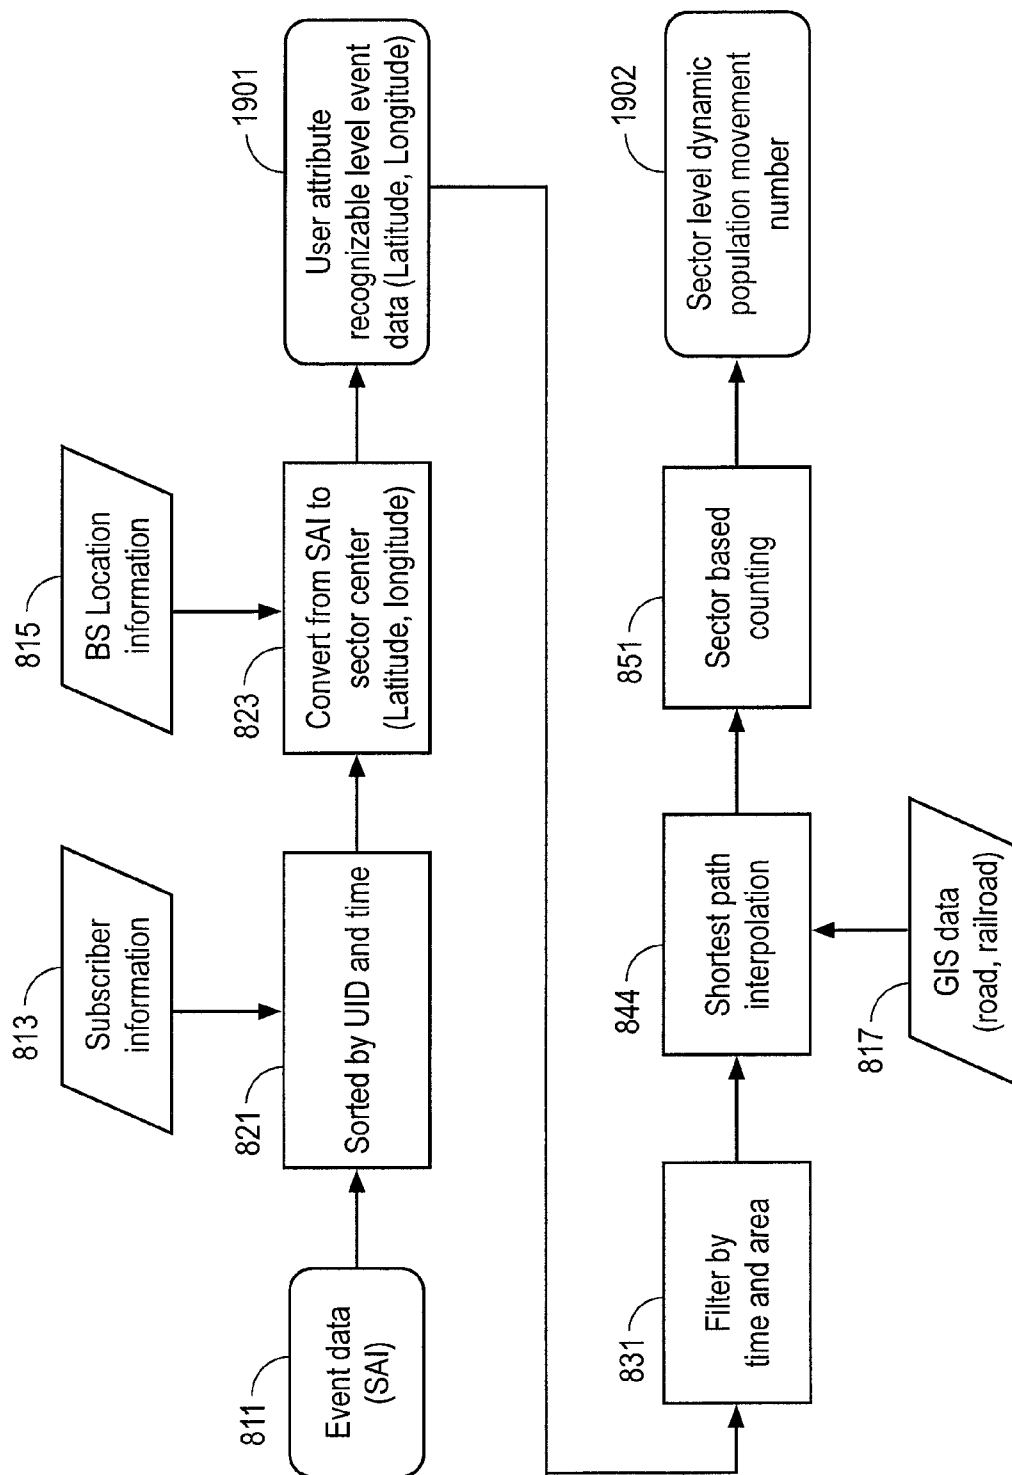 813
Subscriber
information
815
BS Location
information
811
Event data
(SAI)
821
Sorted by UID and time
823
Convert from SAI to
sector center
(Latitude, longitude)
1901
User attribute
recognizable level event
data (Latitude, Longitude)
831
Filter by
time and area
844
Shortest path
interpolation
851
Sector based
counting
1902
Sector level dynamic
population movement
number
817
GIS data
(road, railroad)